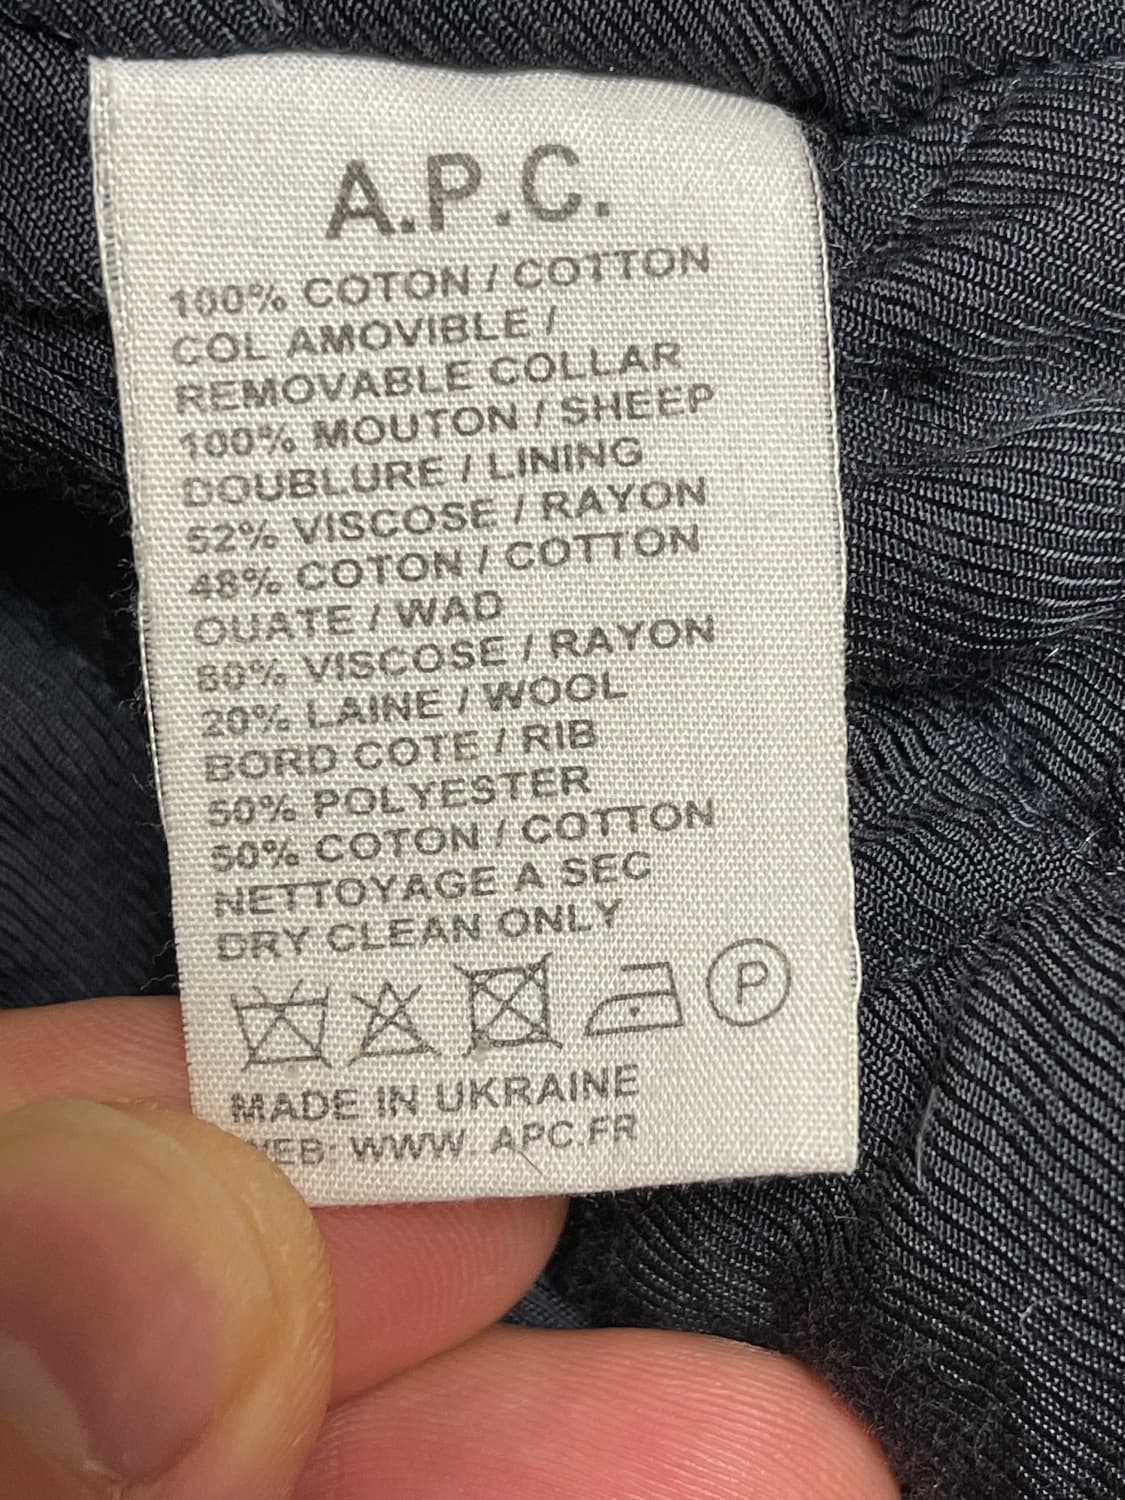 A.P.C.
100% COTON / COTTON
COL AMOVIBLE /
REMOVABLE COLLAR
100% MOUTON / SHEEP
DOUBLURE / LINING
52% VISCOSE / RAYON
48% COTON / COTTON
OUATE / WAD
80% VISCOSE / RAYON
20% LAINE / WOOL
BORD COTE / RIB
50% POLYESTER
50% COTON / COTTON
NETTOYAGE A SEC
DRY CLEAN ONLY
P
MADE IN UKRAINE
WEB: WWW. APC.FR